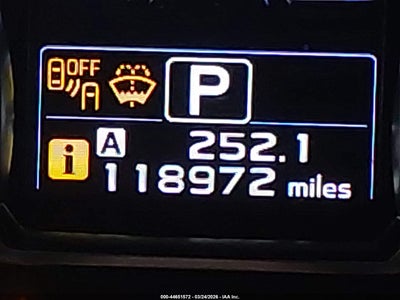 OFF
P
i A 252.1
118972 miles
000-44651572 - 03/24/2026 - IAA Inc.